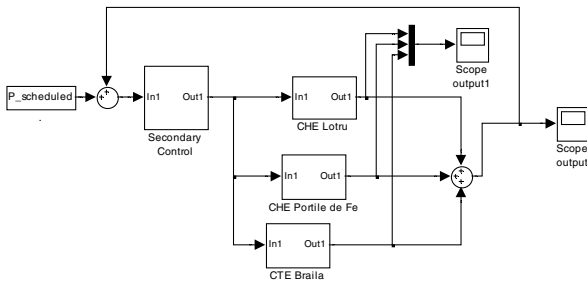 Scope
output1
P_scheduled
In1
Out1
Secondary
Control
In1
Out1
CHE Lotru
Scope
output
In1
Out1
CHE Portile de Fe
In1
Out1
CTE Braila